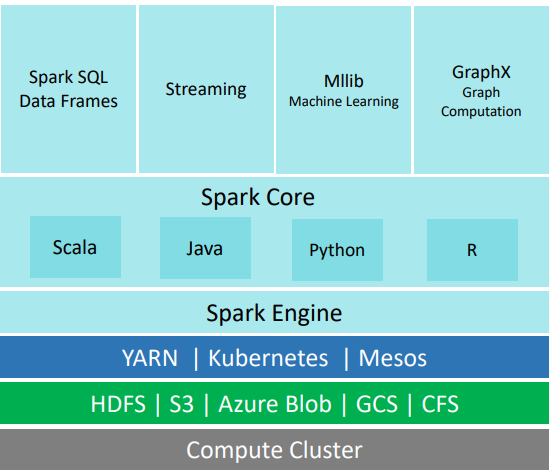 Spark SQL
Data Frames
Streaming
Mllib
Machine Learning
GraphX
Graph
Computation
Spark Core
Scala
Java
Python
R
Spark Engine
YARN | Kubernetes | Mesos
HDFS | S3 | Azure Blob | GCS | CFS
Compute Cluster